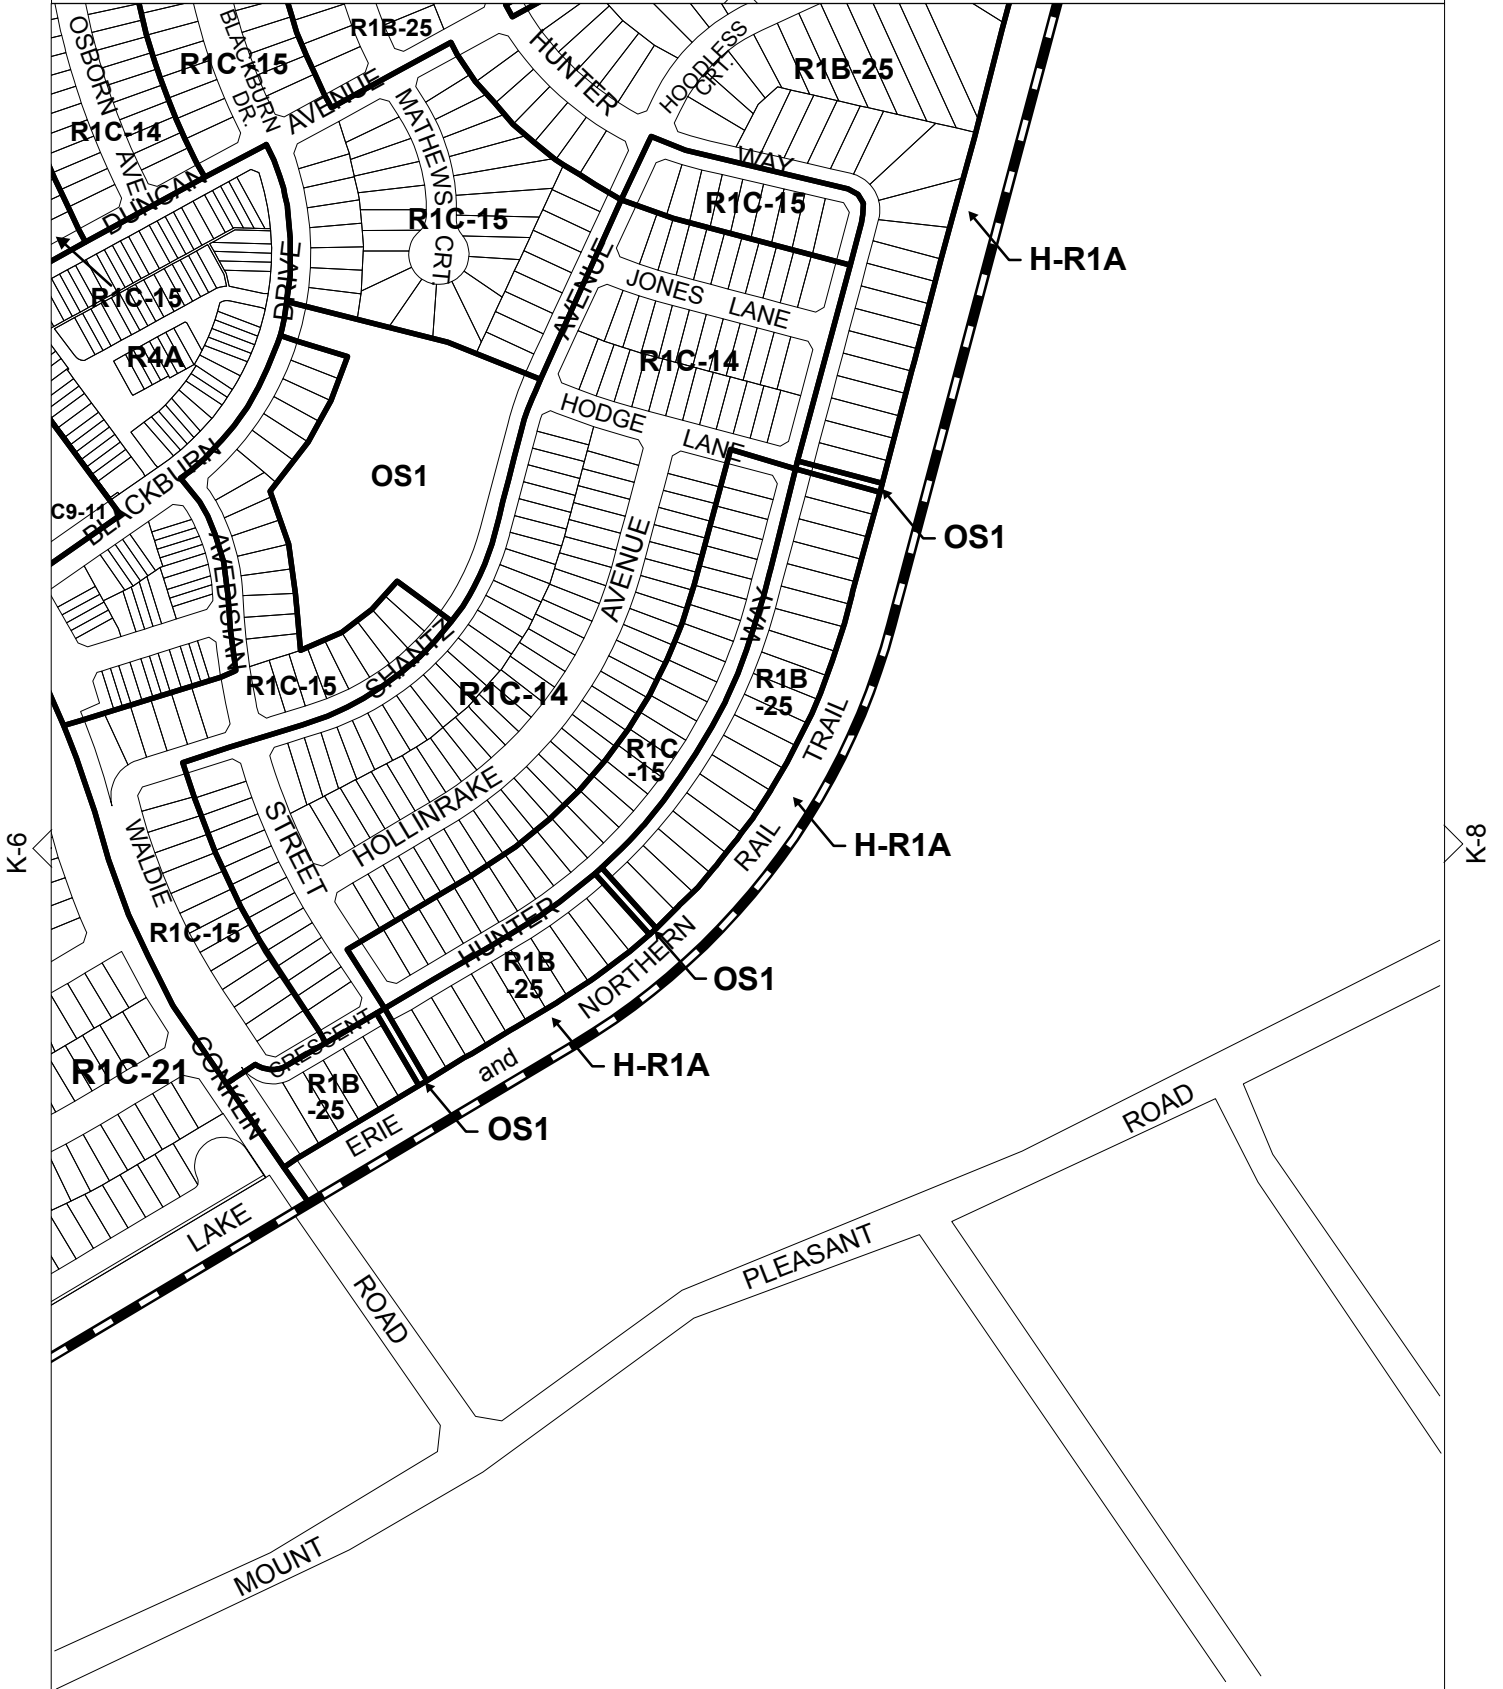 OSBORN
AVE.
BLACKBURN
DR.
R1B-25
R1C-15
R1C-14
HUNTER
HOODLESS
CRT.
R1B-25
AVENUE
DUNCAN
MATHEWS
CRT
R1C-15
WAY
R1C-15
H-R1A
R1C-15
DRIVE
AVENUE
JONES LANE
R4A
R1C-14
HODGE LANE
OS1
BLACKBURN
C9-11
OS1
AVEDISIAN
AVENUE
WAY
R1C-15
SHANTZ
R1C-14
R1B
-25
R1C
-15
TRAIL
RAIL
H-R1A
K-6
K-8
WALDIE
STREET
HOLLINRAKE
R1C-15
HUNTER
R1B
-25
NORTHERN
OS1
CRESCENT
CONKLIN
R1C-21
R1B
-25
and
H-R1A
ERIE
OS1
LAKE
ROAD
ROAD
PLEASANT
MOUNT